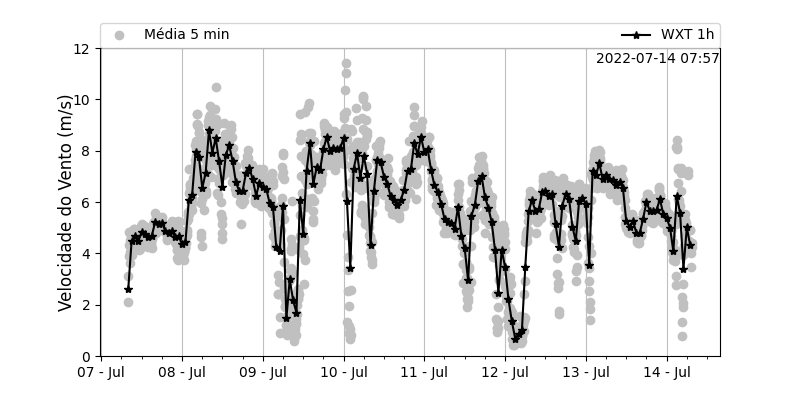 Média 5 min
WXT 1h
2022-07-14 07:57
Velocidade do Vento (m/s)
12
10
8
6
4
2
0
07 - Jul
08 - Jul
09 - Jul
10 - Jul
11 - Jul
12 - Jul
13 - Jul
14 - Jul